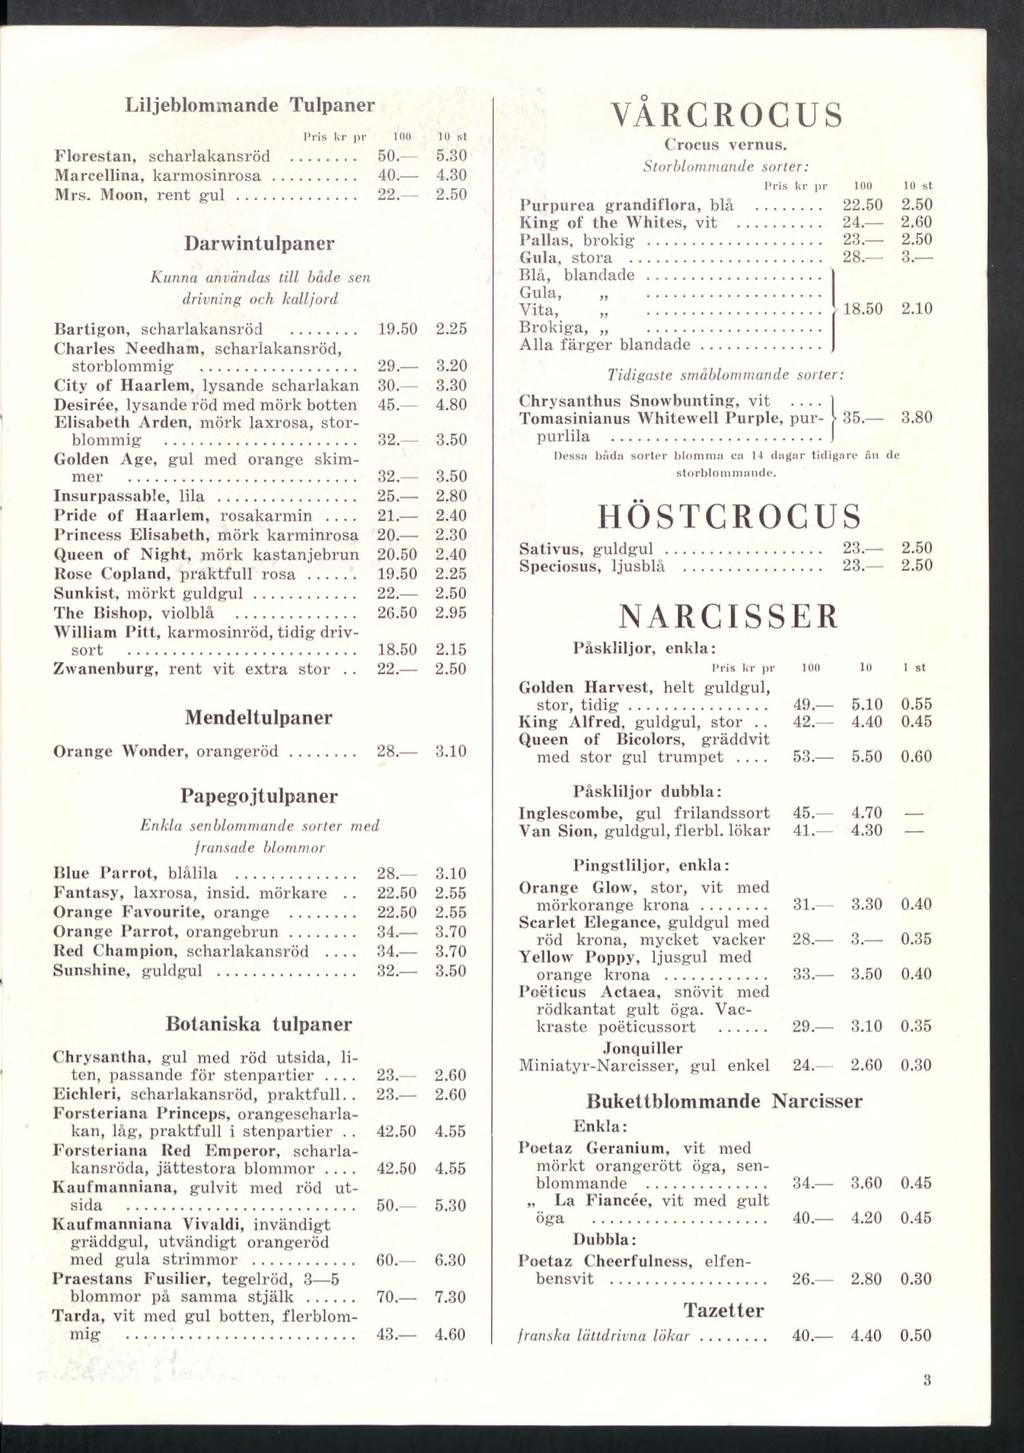 Liljeblommande Tulpaner
Pris kr pr 100 10 st
Florestan, scharlakansröd ........ 50.— 5.30
Marcellina, karmosinrosa .......... 40.— 4.30
Mrs. Moon, rent gul .............. 22.— 2.50
Darwintulpaner
Kunna användas till både sen
drivning och kalljord
Bartigon, scharlakansröd ........ 19.50 2.25
Charles Needham, scharlakansröd,
storblommig ................. 29.— 3.20
City of Haarlem, lysande scharlakan 30.— 3.30
Desirée, lysande röd med mörk botten 45.— 4.80
Elisabeth Arden, mörk laxrosa, stor-
blommig ..................... 32.— 3.50
Golden Age, gul med orange skim-
mer ......................... 32.— 3.50
Insurpassable, lila ............... 25.— 2.80
Pride of Haarlem, rosakarmin .... 21.— 2.40
Princess Elisabeth, mörk karminrosa 20.— 2.30
Queen of Night, mörk kastanjebrun 20.50 2.40
Rose Copland, praktfull rosa ...... 19.50 2.25
Sunkist, mörkt guldgul ............ 22.— 2.50
The Bishop, violblå .............. 26.50 2.95
William Pitt, karmosinröd, tidig driv-
sort ......................... 18.50 2.15
Zwanenburg, rent vit extra stor .. 22.— 2.50
Mendeltulpaner
Orange Wonder, orangeröd ........ 28.— 3.10
Papegojtulpaner
Enkla senblommande sorter med
fransade blommor
Blue Parrot, blålila .............. 28.— 3.10
Fantasy, laxrosa, insid. mörkare .. 22.50 2.55
Orange Favourite, orange ........ 22.50 2.55
Orange Parrot, orangebrun ........ 34.— 3.70
Red Champion, scharlakansröd .... 34.— 3.70
Sunshine, guldgul ............... 32.— 3.50
Botaniska tulpaner
Chrysantha, gul med röd utsida, li-
ten, passande för stenpartier .... 23.— 2.60
Eichleri, scharlakansröd, praktfull.. 23.— 2.60
Forsteriana Princeps, orangescharla-
kan, låg, praktfull i stenpartier .. 42.50 4.55
Forsteriana Red Emperor, scharla-
kansröda, jättestora blommor .... 42.50 4.55
Kaufmanniana, gulvit med röd ut-
sida ......................... 50.— 5.30
Kaufmanniana Vivaldi, invändigt
gräddgul, utvändigt orangeröd
med gula strimmor ............ 60.— 6.30
Praestans Fusilier, tegelröd, 3—5
blommor på samma stjälk ...... 70.— 7.30
Tarda, vit med gul botten, flerblom-
mig ......................... 43.— 4.60
VÅRCROCUS
Crocus vernus.
Storblommande sorter:
Pris kr pr 100 10 st
Purpurea grandiflora, blå ........ 22.50 2.50
King of the Whites, vit .......... 24.— 2.60
Pallas, brokig .................... 23.— 2.50
Gula, stora ...................... 28.— 3.—
Blå, blandade ....................
Gula, „ ....................
Vita, „ .................... 18.50 2.10
Brokiga, „ ....................
Alla färger blandade ..............
Tidigaste småblommande sorter:
Chrysanthus Snowbunting, vit ....
Tomasinianus Whitewell Purple, pur- 35.— 3.80
purlila ........................
Dessa båda sorter blomma ca 14 dagar tidigare än de
storblommande.
HÖSTCROCUS
Sativus, guldgul .................. 23.— 2.50
Speciosus, ljusblå ................ 23.— 2.50
NARCISSER
Påskliljor, enkla:
Pris kr pr 100 10 1 st
Golden Harvest, helt guldgul,
stor, tidig ................ 49.— 5.10 0.55
King Alfred, guldgul, stor .. 42.— 4.40 0.45
Queen of Bicolors, gräddvit
med stor gul trumpet .... 53.— 5.50 0.60
Påskliljor dubbla:
Inglescombe, gul frilandssort 45.— 4.70 —
Van Sion, guldgul, flerbl. lökar 41.— 4.30 —
Pingstliljor, enkla:
Orange Glow, stor, vit med
mörkorange krona ........ 31.— 3.30 0.40
Scarlet Elegance, guldgul med
röd krona, mycket vacker 28.— 3.— 0.35
Yellow Poppy, ljusgul med
orange krona ............ 33.— 3.50 0.40
Poëticus Actaea, snövit med
rödkantat gult öga. Vac-
kraste poëticussort ...... 29.— 3.10 0.35
Jonquiller
Miniatyr-Narcisser, gul enkel 24.— 2.60 0.30
Bukettblommande Narcisser
Enkla:
Poetaz Geranium, vit med
mörkt orangerött öga, sen-
blommande .............. 34.— 3.60 0.45
„ La Fiancée, vit med gult
öga .................... 40.— 4.20 0.45
Dubbla:
Poetaz Cheerfulness, elfen-
bensvit .................. 26.— 2.80 0.30
Tazetter
franska lättdrivna lökar ........ 40.— 4.40 0.50
3